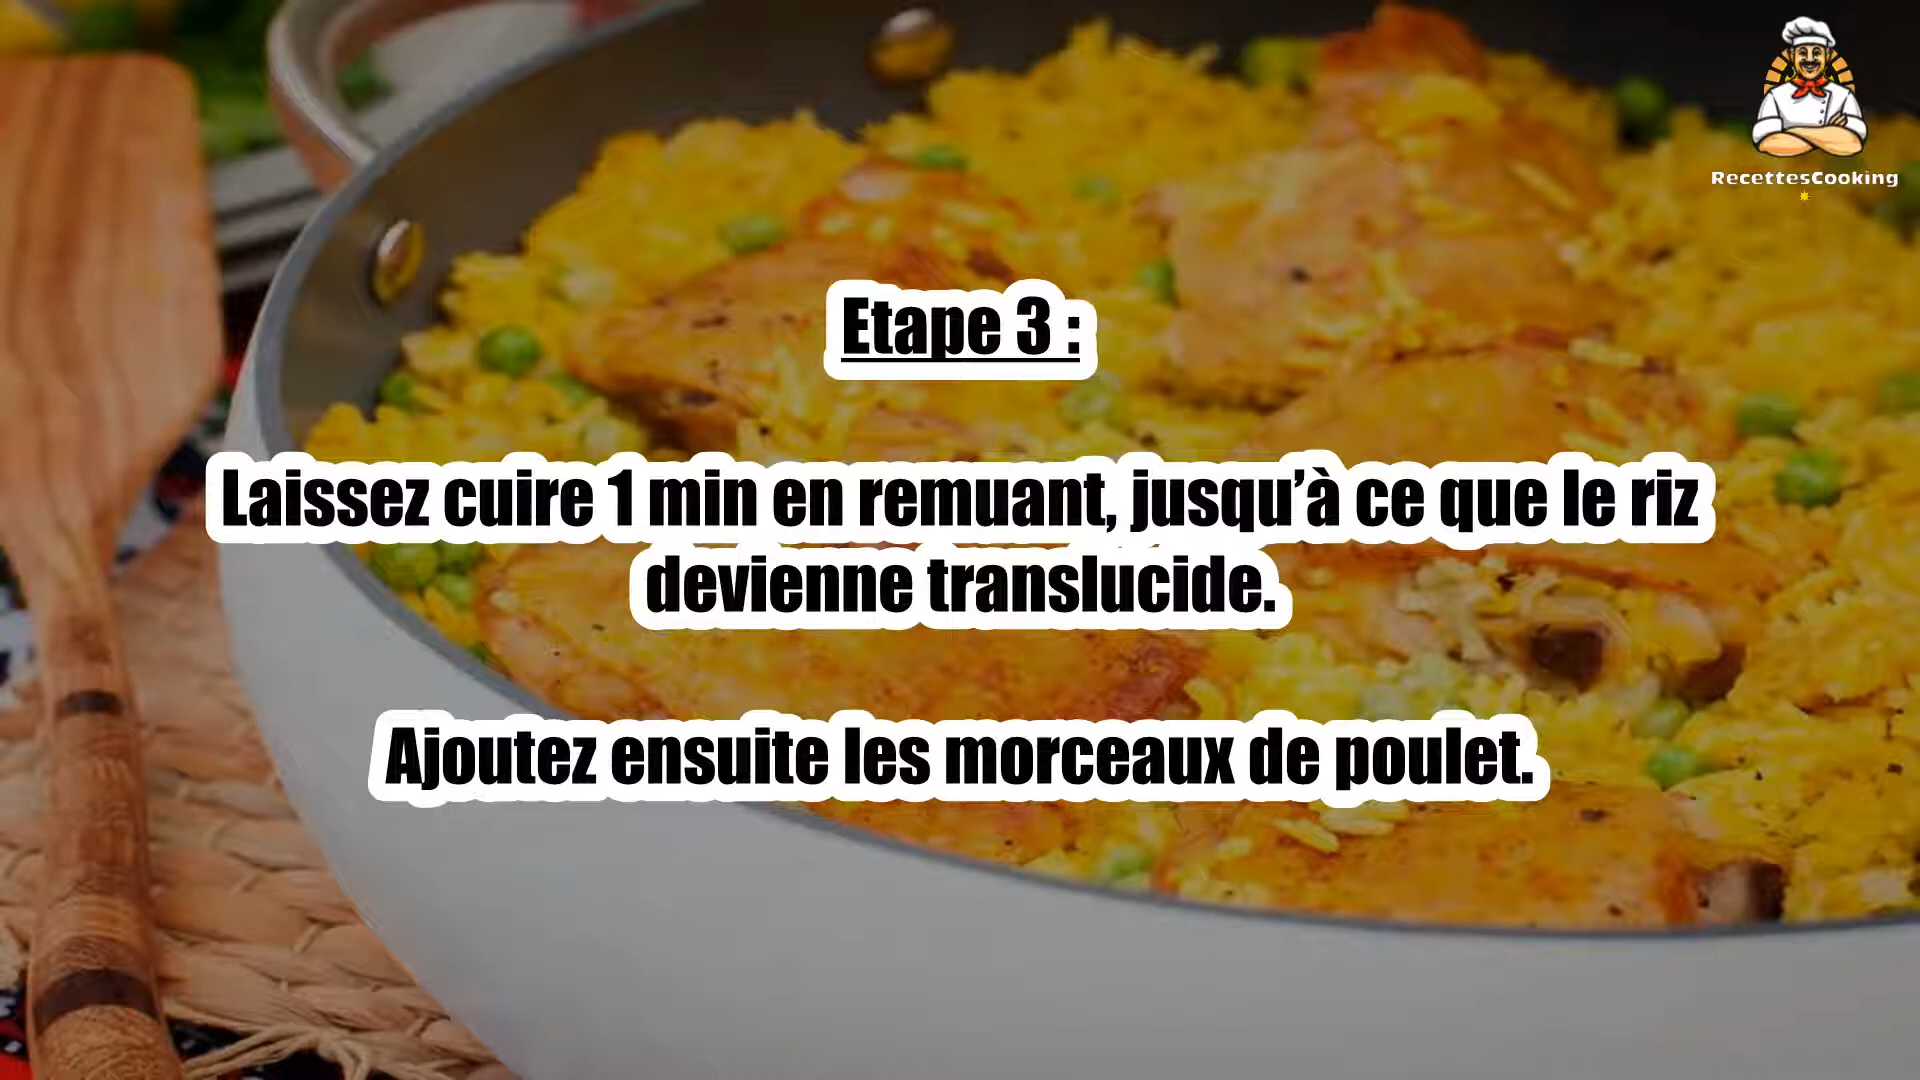 RecettesCooking
Etape 3 :
Laissez cuire 1 min en remuant, jusqu’à ce que le riz
devienne translucide.
Ajoutez ensuite les morceaux de poulet.